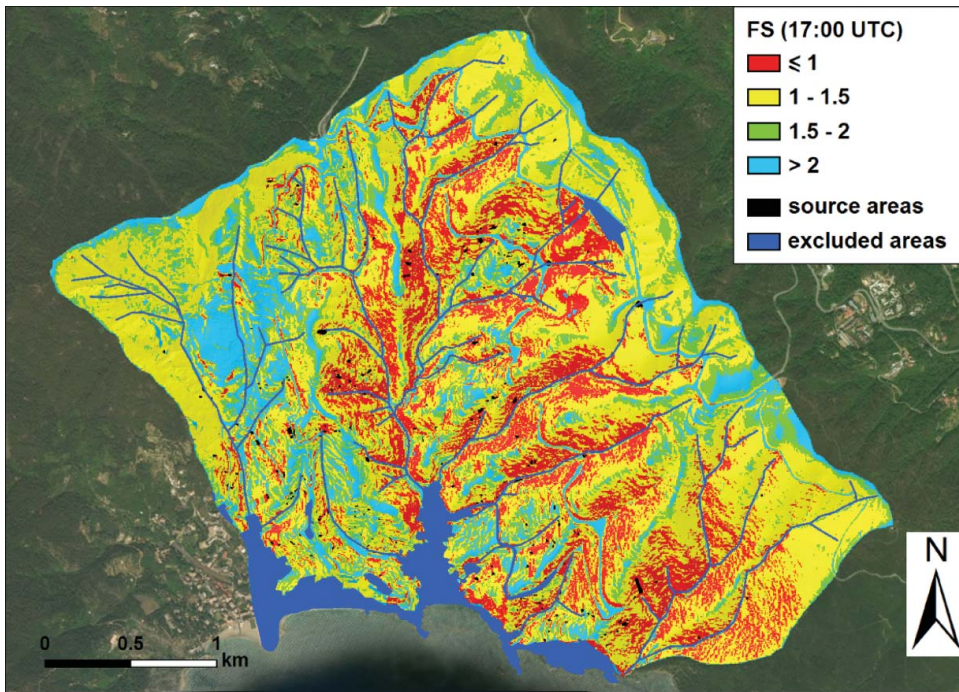 FS (17:00 UTC)
≤ 1
1 - 1.5
1.5 - 2
> 2
source areas
excluded areas
N
0 0.5 1
km